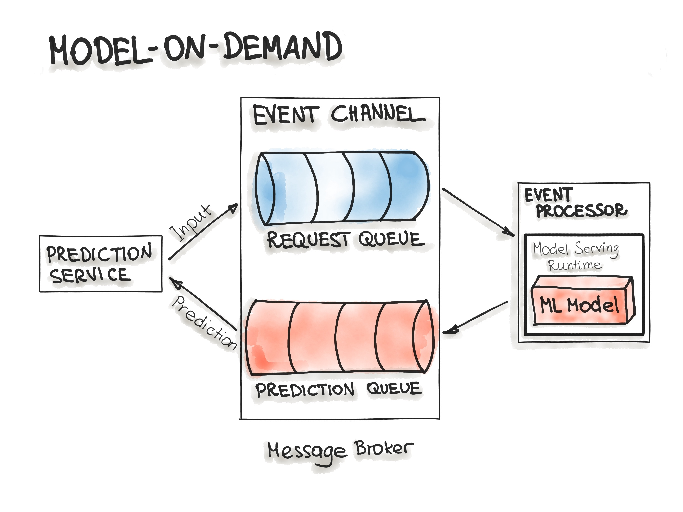 MODEL-ON-DEMAND
EVENT CHANNEL
REQUEST QUEUE
Input
PREDICTION
SERVICE
Prediction
PREDICTION QUEUE
Message Broker
EVENT
PROCESSOR
Model Serving
Runtime
ML Model